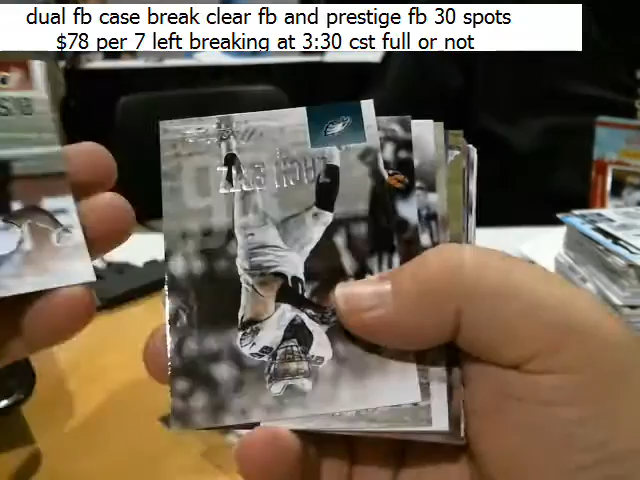 dual fb case break clear fb and prestige fb 30 spots
$78 per 7 left breaking at 3:30 cst full or not